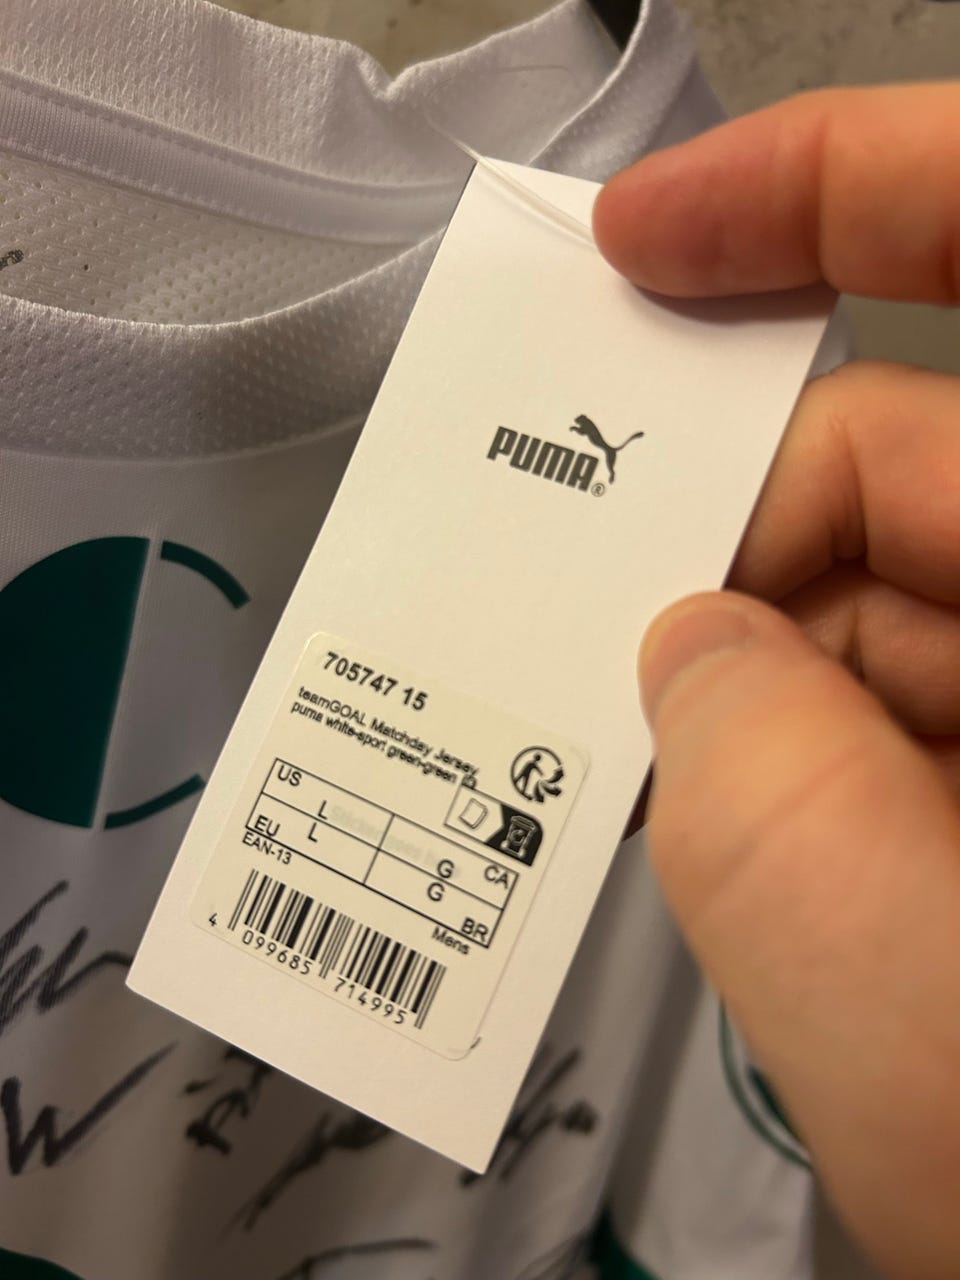 PUMA®
705747 15
teamGOAL Matchday Jersey
puma white-sport green-green
US L
G CA
EU L
G BR
EAN-13
Mens
4 099685 714995